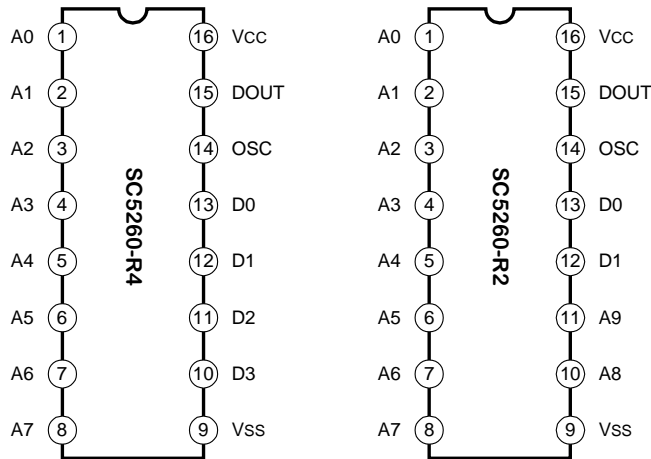 A0 1 16 VCC
A1 2 15 DOUT
A2 3 14 OSC
A3 4 13 D0
A4 5 12 D1
A5 6 11 D2
A6 7 10 D3
A7 8 9 VSS
SC5260-R4
A0 1 16 VCC
A1 2 15 DOUT
A2 3 14 OSC
A3 4 13 D0
A4 5 12 D1
A5 6 11 A9
A6 7 10 A8
A7 8 9 VSS
SC5260-R2